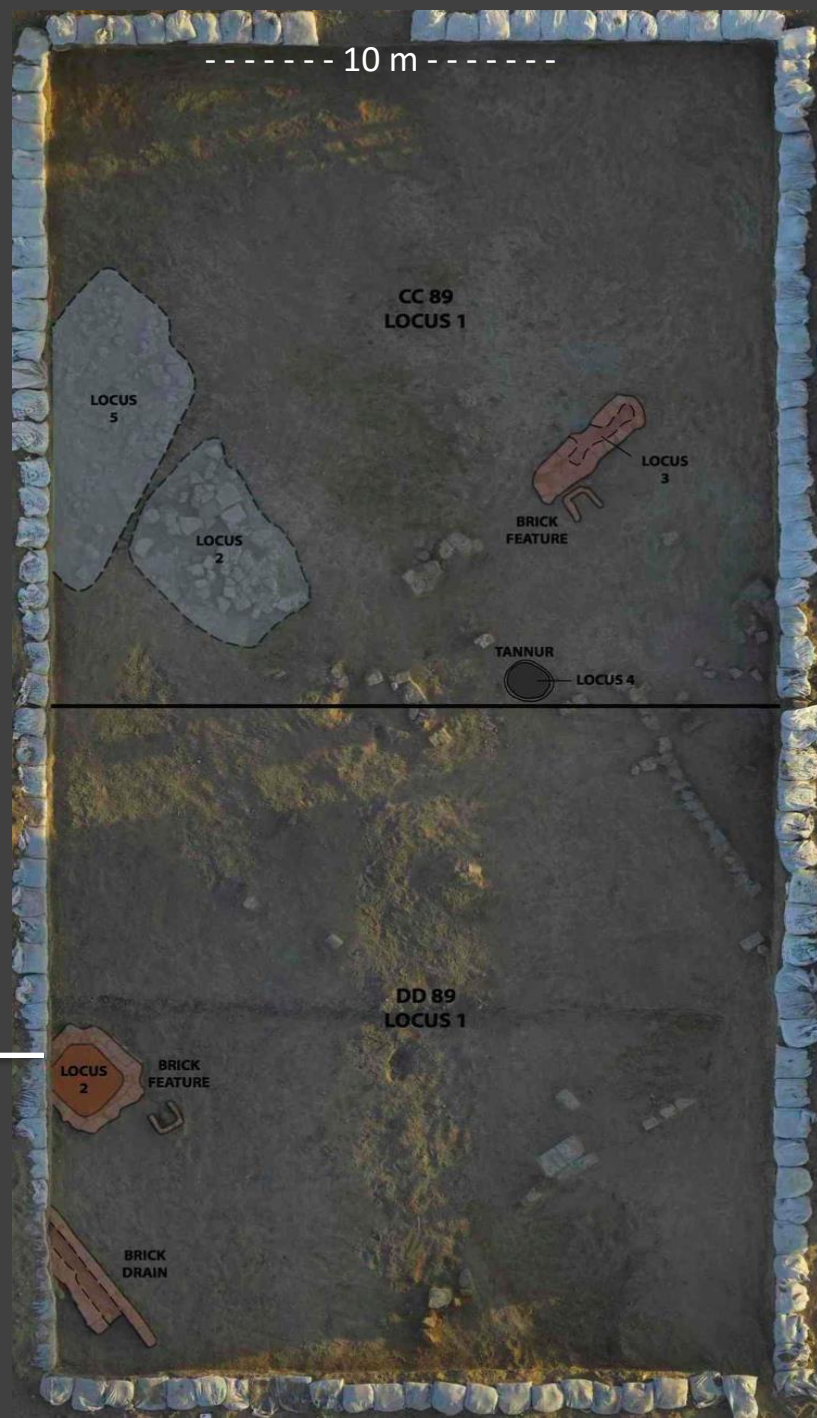 - - - - - - - 10 m - - - - - - -
CC 89
LOCUS 1
LOCUS
5
LOCUS
3
BRICK
FEATURE
LOCUS
2
TANNUR
LOCUS 4
DD 89
LOCUS 1
LOCUS
2
BRICK
FEATURE
BRICK
DRAIN